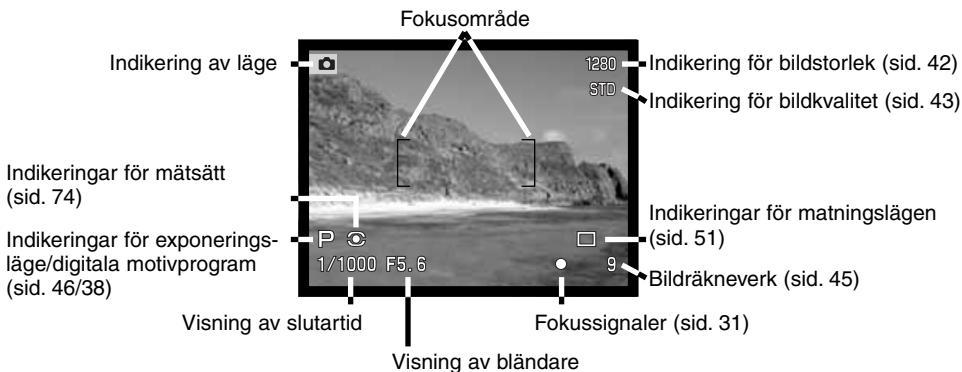 Fokusområde
Indikering av läge
1280
Indikering för bildstorlek (sid. 42)
STD
Indikering för bildkvalitet (sid. 43)
Indikeringar för mätsätt
(sid. 74)
Indikeringar för exponerings-
läge/digitala motivprogram
(sid. 46/38)
P
1/1000 F5.6
9
Indikeringar för matningslägen
(sid. 51)
Bildräkneverk (sid. 45)
Visning av slutartid
Fokussignaler (sid. 31)
Visning av bländare